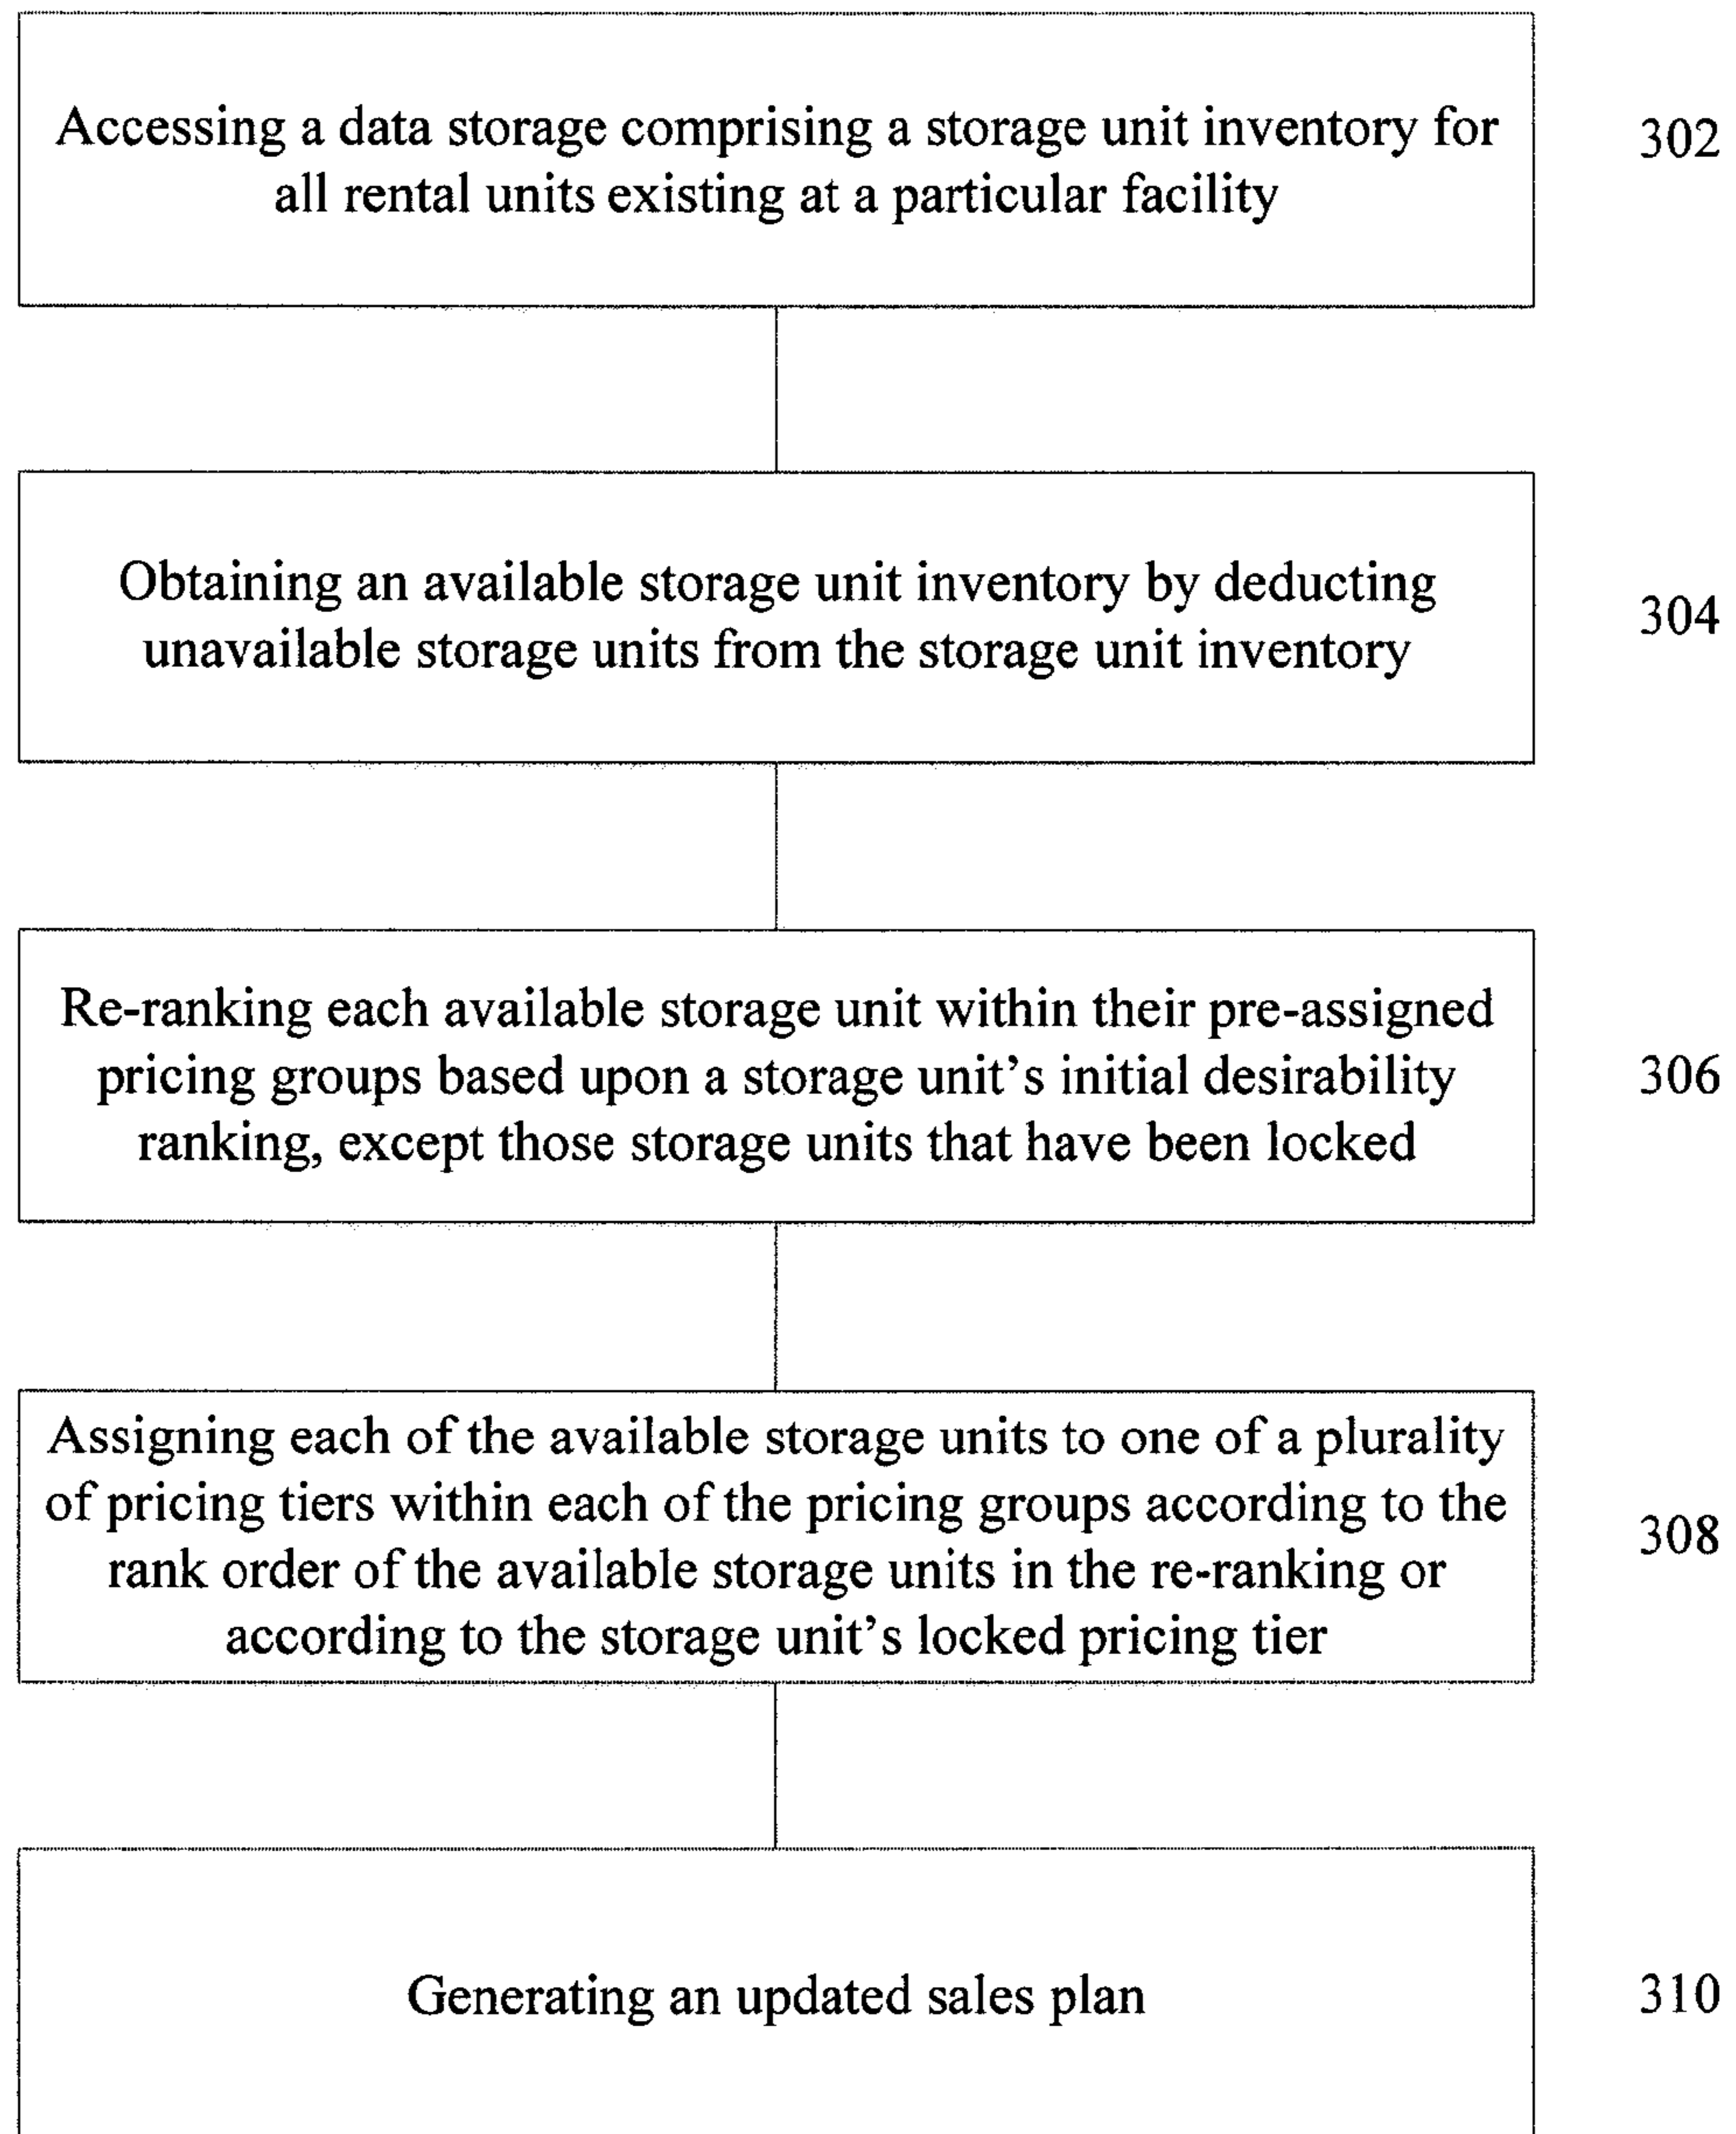 Accessing a data storage comprising a storage unit inventory for
all rental units existing at a particular facility
302
Obtaining an available storage unit inventory by deducting
unavailable storage units from the storage unit inventory
304
Re-ranking each available storage unit within their pre-assigned
pricing groups based upon a storage unit’s initial desirability
ranking, except those storage units that have been locked
306
Assigning each of the available storage units to one of a plurality
of pricing tiers within each of the pricing groups according to the
rank order of the available storage units in the re-ranking or
according to the storage unit’s locked pricing tier
308
Generating an updated sales plan
310